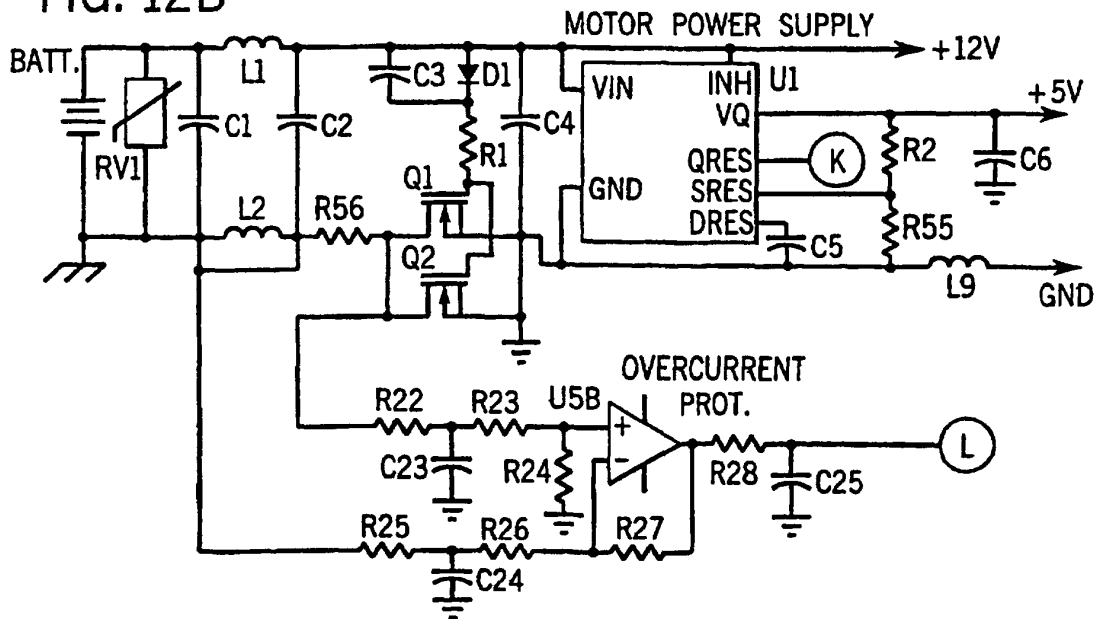 FIG. 12B
MOTOR POWER SUPPLY
+12V
BATT.
L1
C3
D1
VIN
INH
U1
VQ
+5V
RV1
C1
C2
R1
C4
QRES
K
R2
C6
GND
SRES
Q1
L2
R56
DRES
C5
R55
Q2
L9
GND
OVERCURRENT
PROT.
R22
R23
U5B
+
−
C23
R24
R28
C25
L
R25
R26
R27
C24